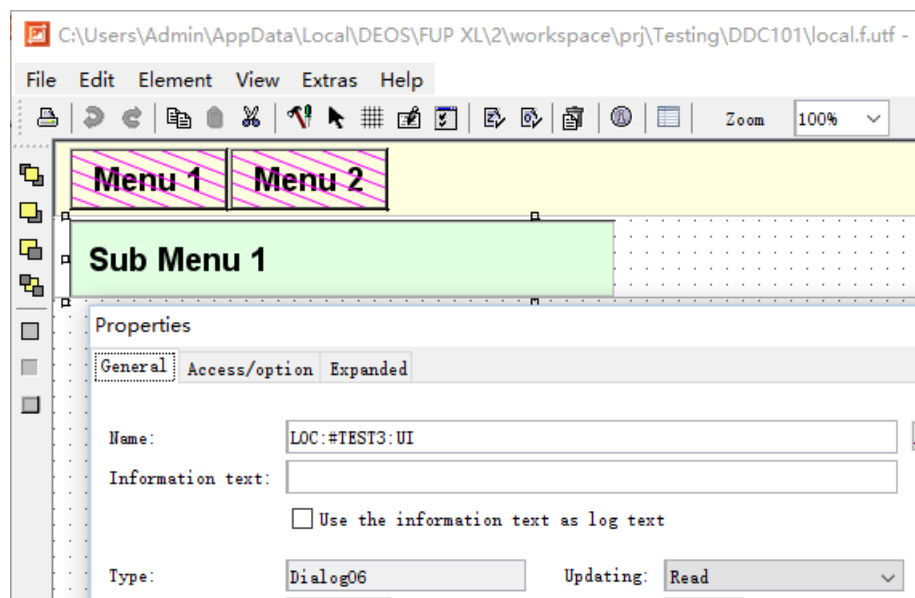 C:\Users\Admin\AppData\Local\DEOS\FUP XL\2\workspace\prj\Testing\DDC101\local.f.utf -
File Edit Element View Extras Help
Zoom 100%
Menu 1 Menu 2
Sub Menu 1
Properties
General Access/option Expanded
Name: LOC:#TEST3:UI
Information text:
Use the information text as log text
Type: Dialog06 Updating: Read